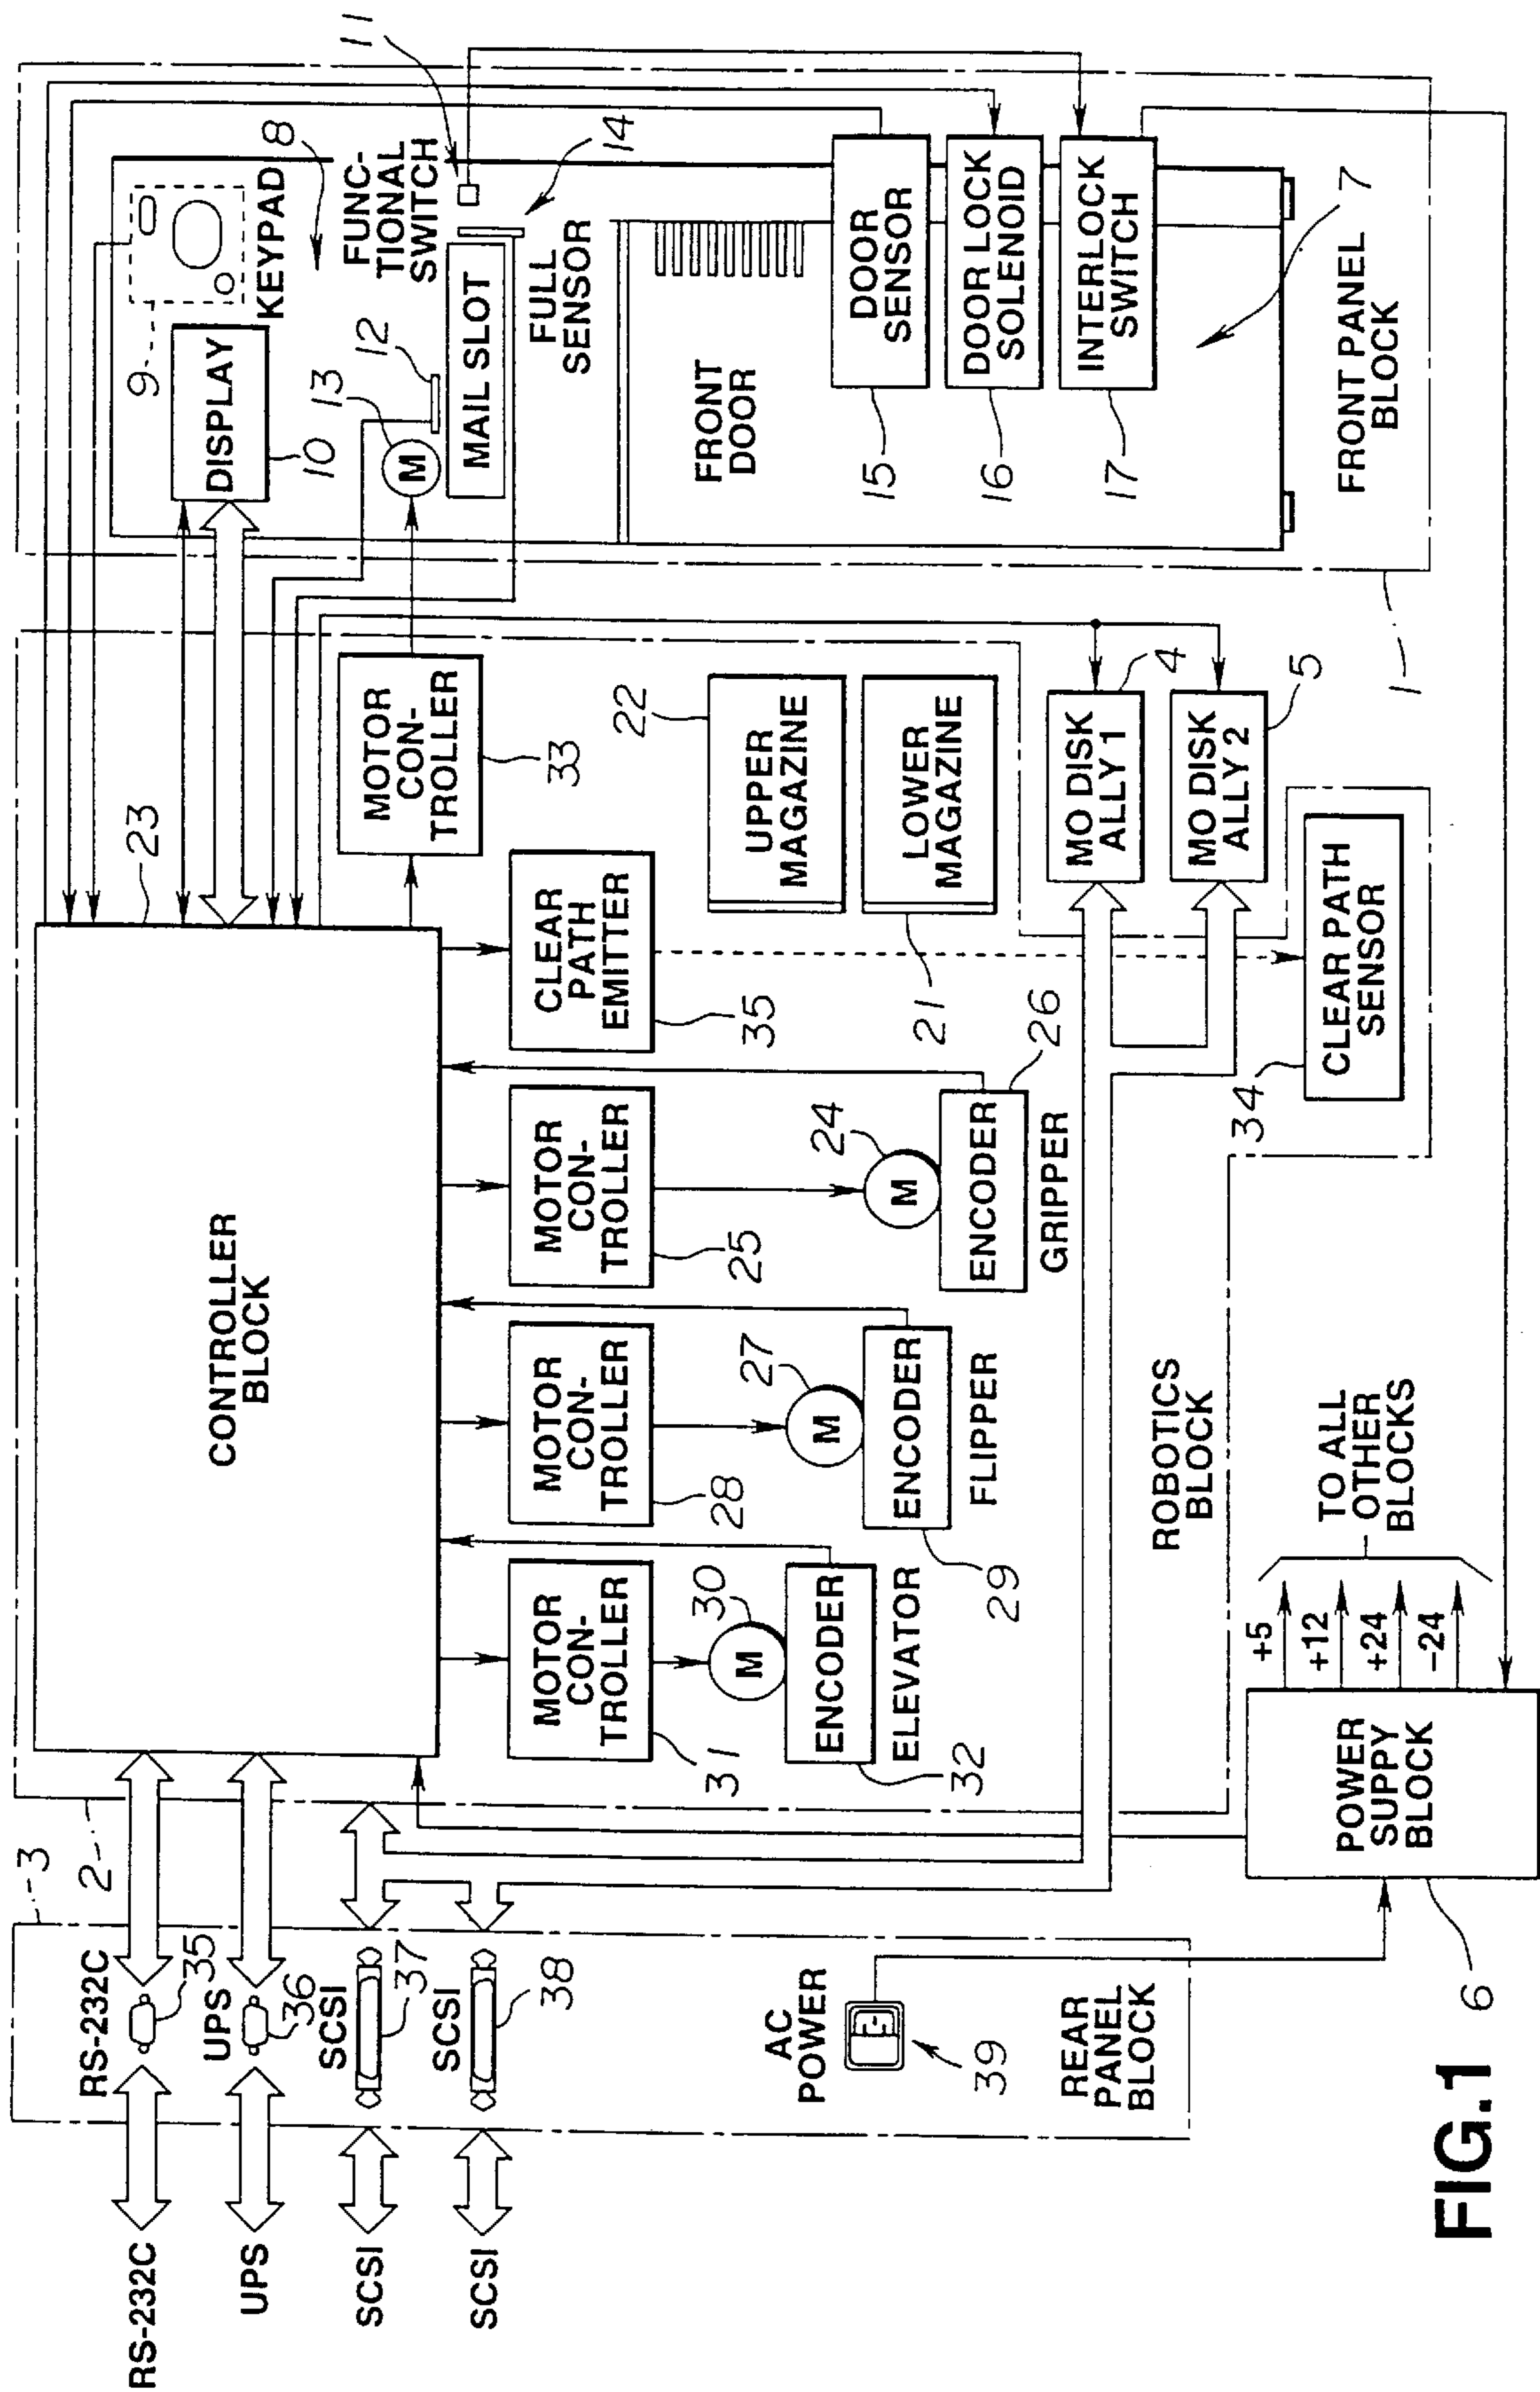 RS-232C
UPS
SCSI
SCSI
3
2
RS-232C
35
UPS
36
SCSI
37
SCSI
38
AC
POWER
39
REAR
PANEL
BLOCK
CONTROLLER
BLOCK
23
MOTOR
CON-
TROLLER
31
M
30
ENCODER
32
ELEVATOR
MOTOR
CON-
TROLLER
28
M
27
ENCODER
29
FLIPPER
MOTOR
CON-
TROLLER
25
M
24
ENCODER
26
GRIPPER
CLEAR
PATH
EMITTER
35
MOTOR
CON-
TROLLER
33
UPPER
MAGAZINE
22
LOWER
MAGAZINE
21
MO DISK
ALLY 1
4
MO DISK
ALLY 2
5
CLEAR PATH
SENSOR
34
ROBOTICS
BLOCK
POWER
SUPPY
BLOCK
6
+5
+12
+24
-24
TO ALL
OTHER
BLOCKS
KEYPAD
9
8
DISPLAY
10
FUNC-
TIONAL
SWITCH
11
M
13
12
MAIL SLOT
14
FULL
SENSOR
FRONT
DOOR
DOOR
SENSOR
15
DOOR LOCK
SOLENOID
16
INTERLOCK
SWITCH
17
7
FRONT PANEL
BLOCK
1
FIG.1